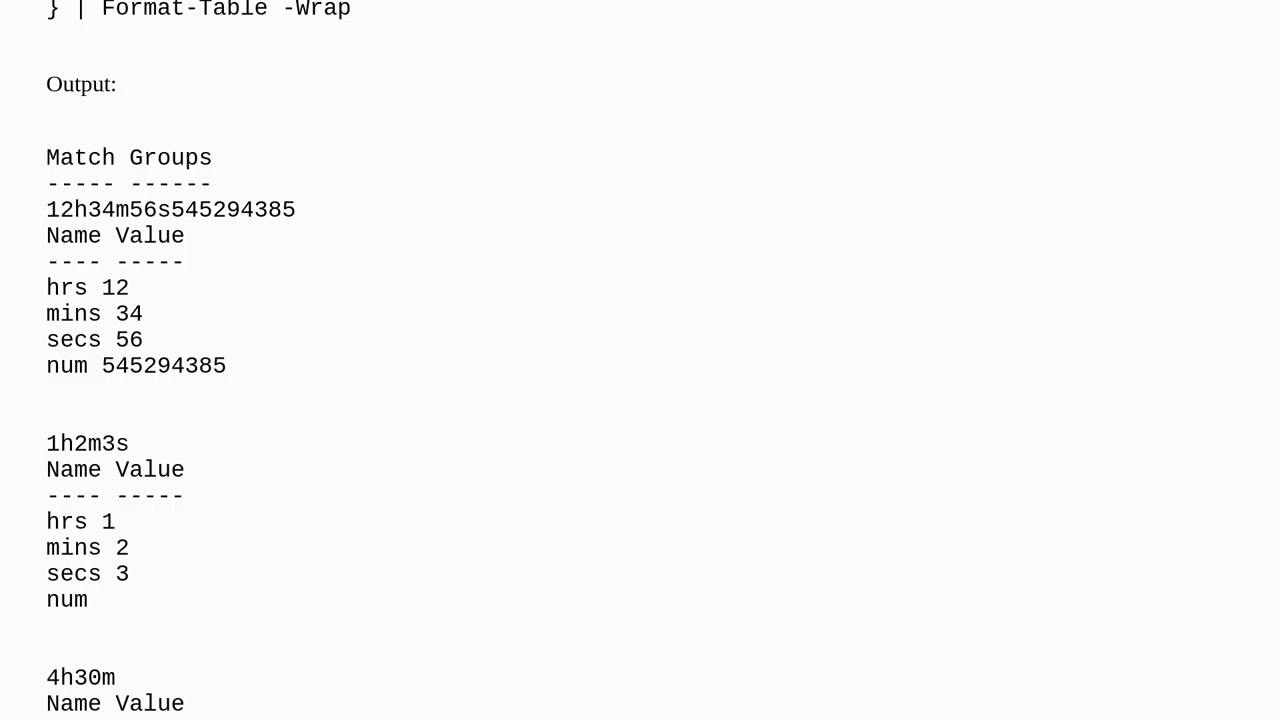 } | Format-Table -Wrap
Output:
Match Groups
----- ------
12h34m56s545294385
Name Value
---- -----
hrs 12
mins 34
secs 56
num 545294385
1h2m3s
Name Value
---- -----
hrs 1
mins 2
secs 3
num
4h30m
Name Value